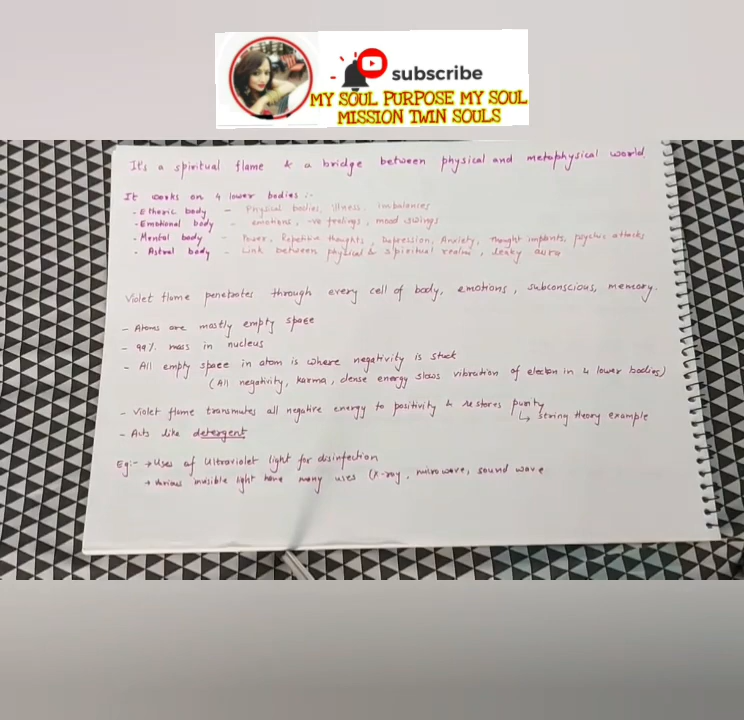 subscribe
MY SOUL PURPOSE MY SOUL
MISSION TWIN SOULS
It's a spiritual flame & a bridge between physical and metaphysical world.
It works on 4 lower bodies :-
- Etheric body - Physical bodies, illness, imbalances
- Emotional body - emotions, -ve feelings, mood swings
- Mental body - Power, Repetitive thoughts, Depression, Anxiety, Thought implants, psychic attacks
- Astral body - Link between physical & spiritual realm, leaky aura
Violet flame penetrates through every cell of body, emotions, subconscious, memory.
- Atoms are mostly empty space
- 99% mass in nucleus
- All empty space in atom is where negativity is stuck
(All negativity, karma, dense energy slows vibration of electon in 4 lower bodies)
- Violet flame transmutes all negative energy to positivity & restores purity
↳ string theory example
- Acts like detergent
Eg:- → Uses of Ultraviolet light for disinfection
→ Various invisible light have many uses (X-ray, microwave, sound wave